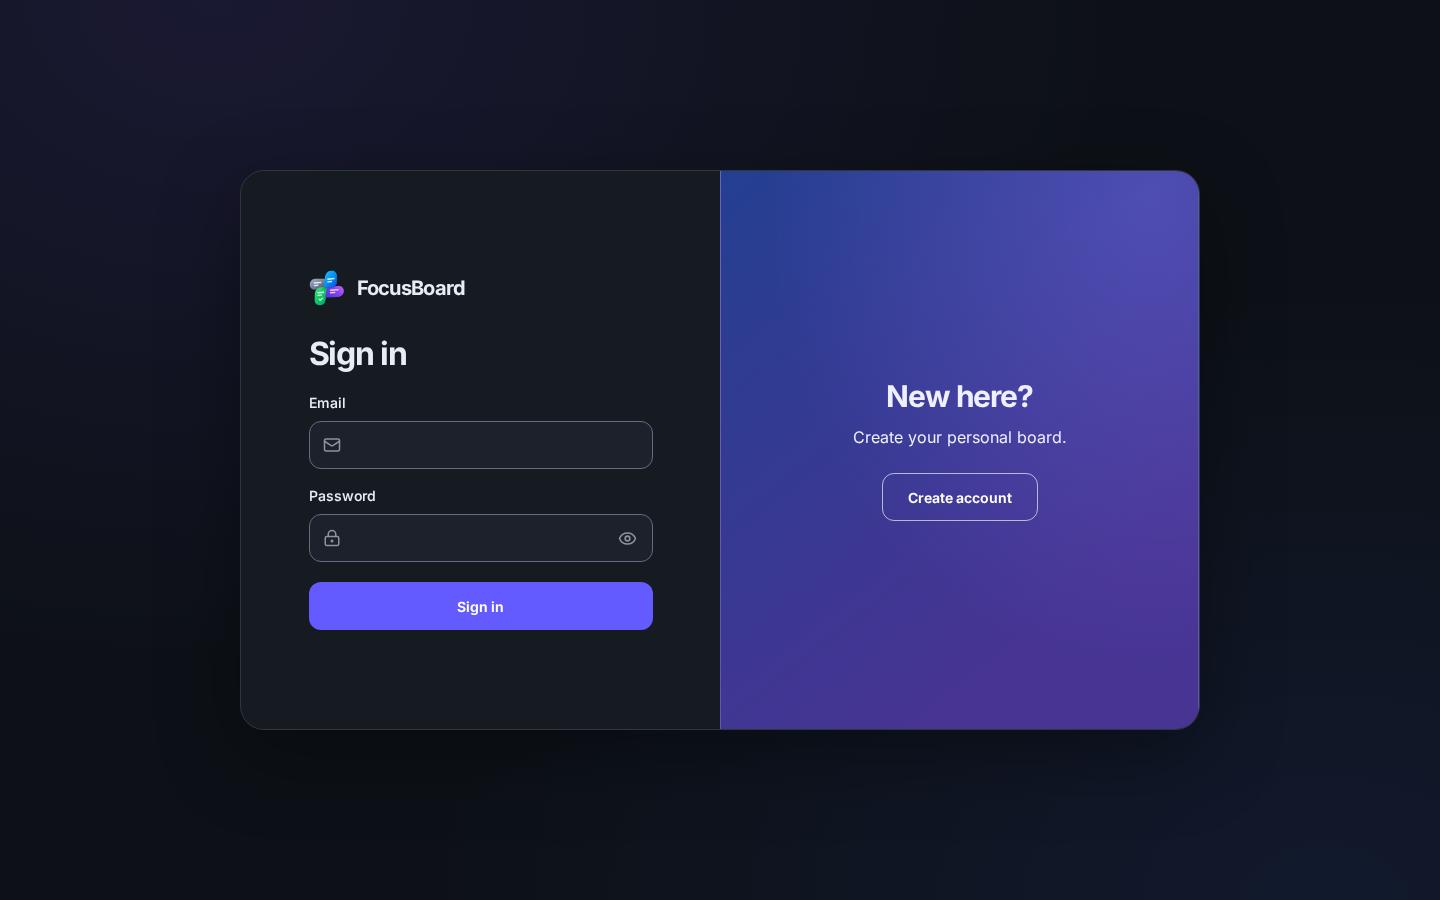 FocusBoard
Sign in
Email
Password
Sign in
New here?
Create your personal board.
Create account